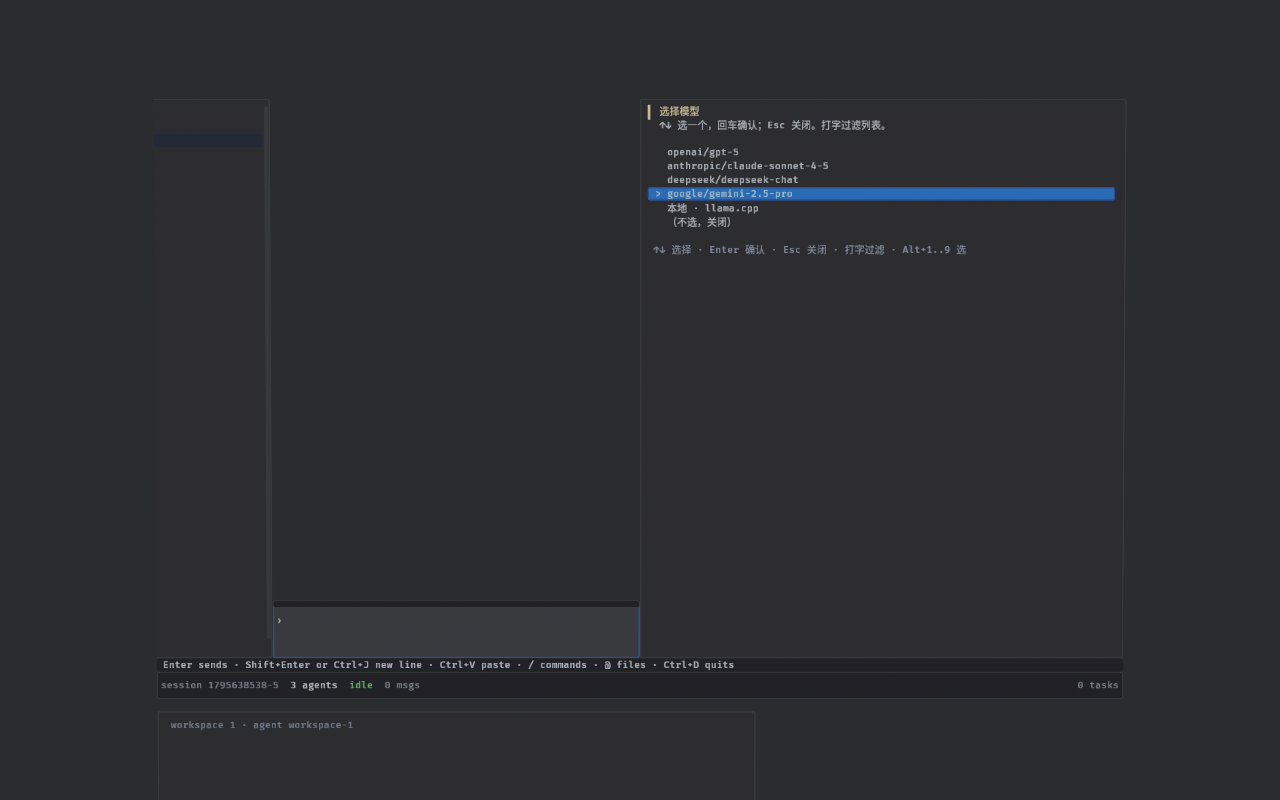 选择模型
↑↓ 选一个，回车确认；Esc 关闭。打字过滤列表。
openai/gpt-5
anthropic/claude-sonnet-4-5
deepseek/deepseek-chat
> google/gemini-2.5-pro
本地 · llama.cpp
（不选，关闭）
↑↓ 选择 · Enter 确认 · Esc 关闭 · 打字过滤 · Alt+1..9 选
›
Enter sends · Shift+Enter or Ctrl+J new line · Ctrl+V paste · / commands · @ files · Ctrl+D quits
session 1795638538-5  3 agents  idle  0 msgs  0 tasks
workspace 1 · agent workspace-1